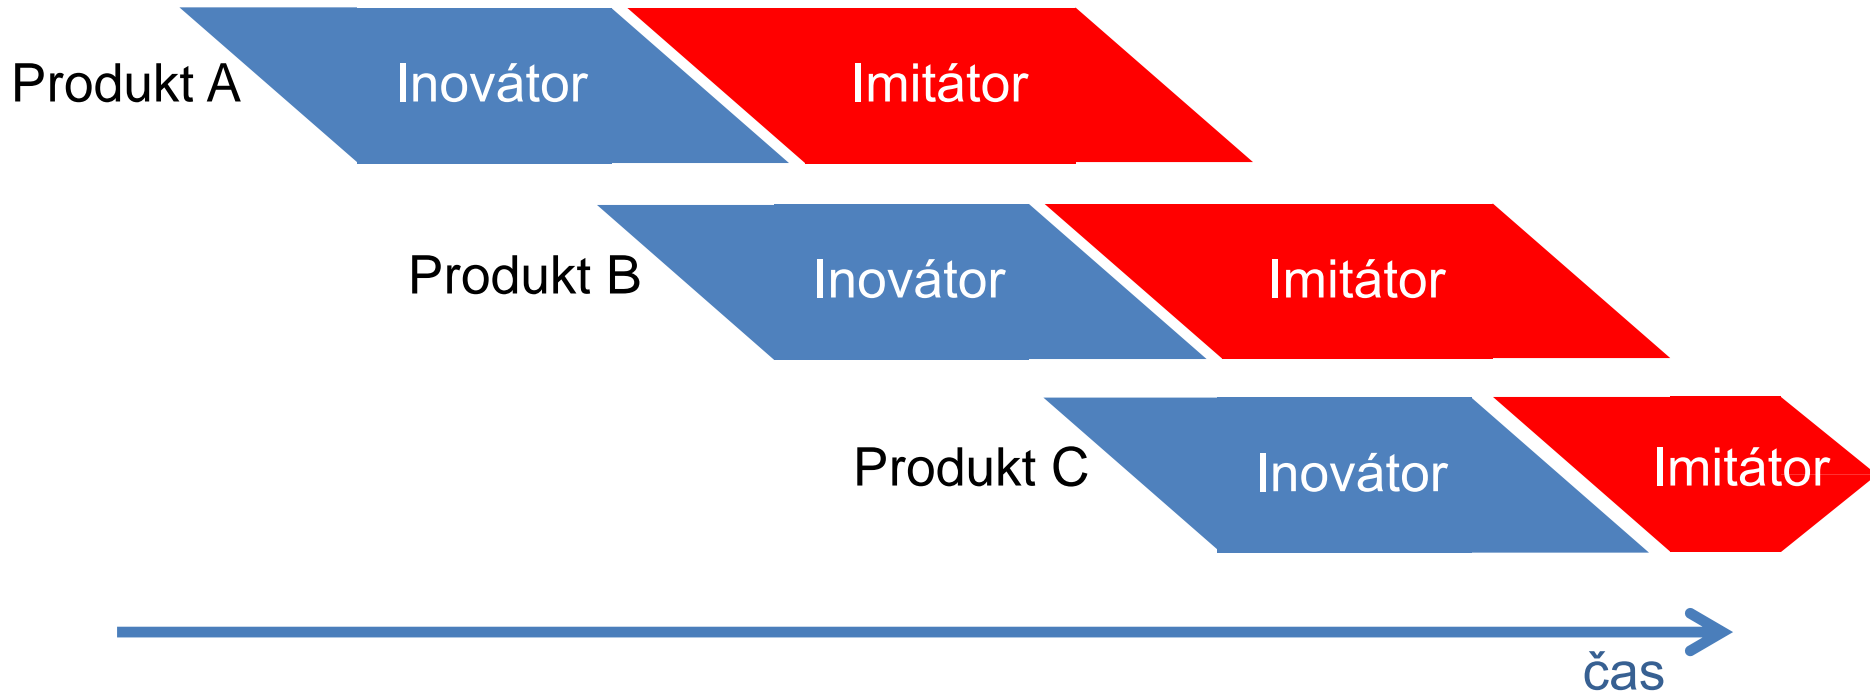 Produkt A Inovátor Imitátor
Produkt B Inovátor Imitátor
Produkt C Inovátor Imitátor
čas